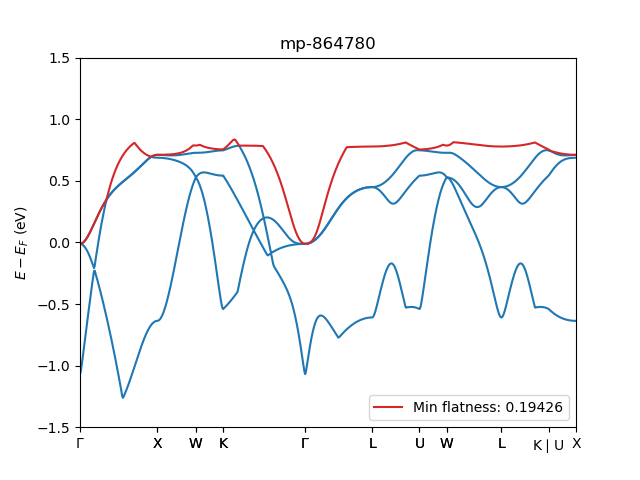 mp-864780
1.5
1.0
0.5
0.0
−0.5
−1.0
−1.5
E − E_F (eV)
Min flatness: 0.19426
Γ X W K Γ L U W L K | U X